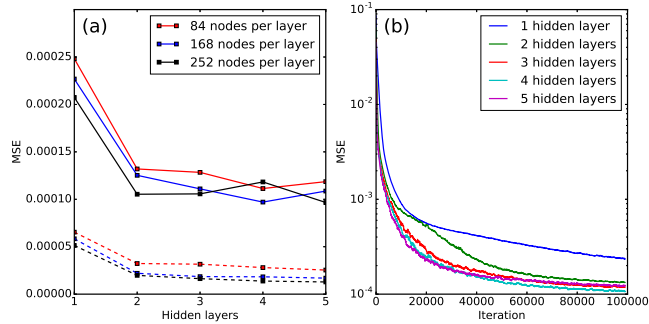 (a)
84 nodes per layer
168 nodes per layer
252 nodes per layer
0.00025
0.00020
0.00015
0.00010
0.00005
0.00000
MSE
1 2 3 4 5
Hidden layers
(b)
1 hidden layer
2 hidden layers
3 hidden layers
4 hidden layers
5 hidden layers
10⁻¹
10⁻²
10⁻³
10⁻⁴
MSE
0 20000 40000 60000 80000 100000
Iteration